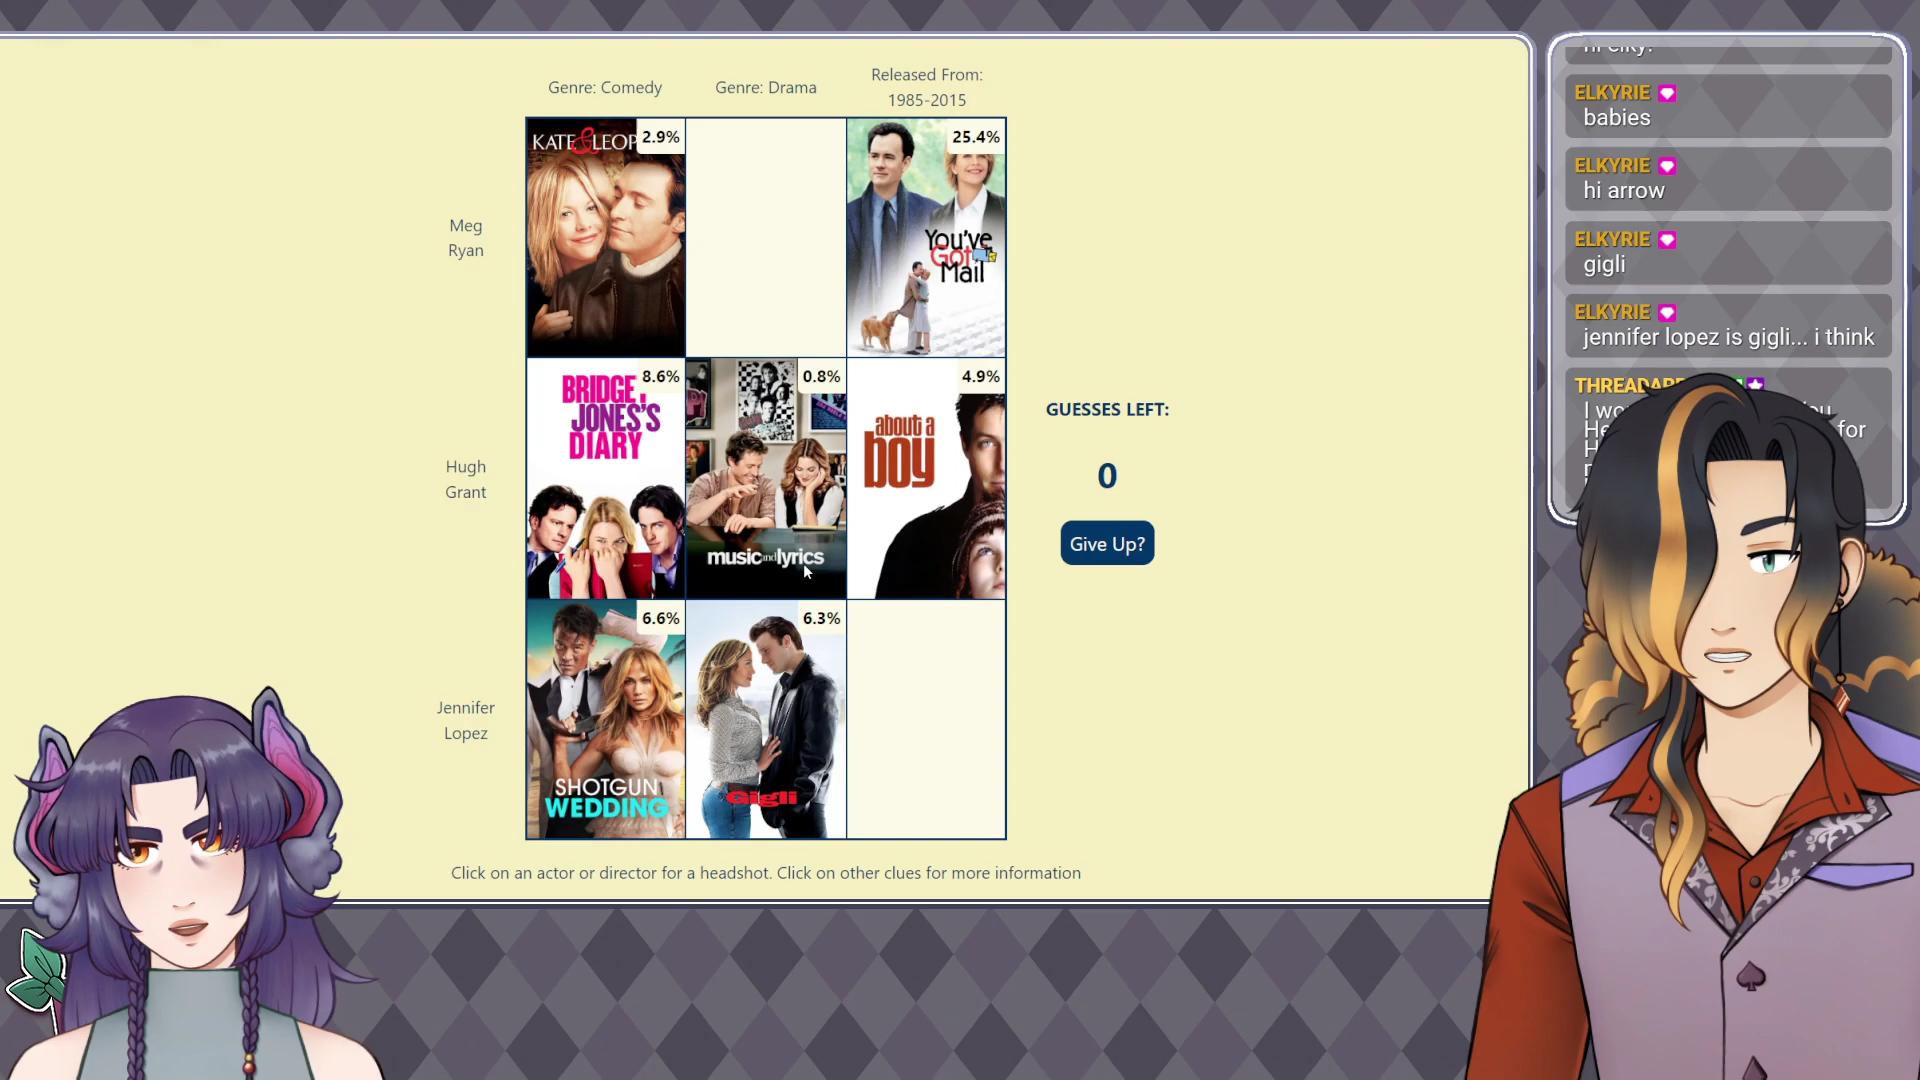 Genre: Comedy
Genre: Drama
Released From:
1985-2015
Meg
Ryan
KATE & LEOP
2.9%
25.4%
You've
Got
Mail
Hugh
Grant
BRIDGET
JONES'S
DIARY
8.6%
music and lyrics
0.8%
about a
boy
4.9%
Jennifer
Lopez
SHOTGUN
WEDDING
6.6%
Gigli
6.3%
GUESSES LEFT:
0
Give Up?
Click on an actor or director for a headshot. Click on other clues for more information
hi elky!
ELKYRIE
babies
ELKYRIE
hi arrow
ELKYRIE
gigli
ELKYRIE
jennifer lopez is gigli... i think
for